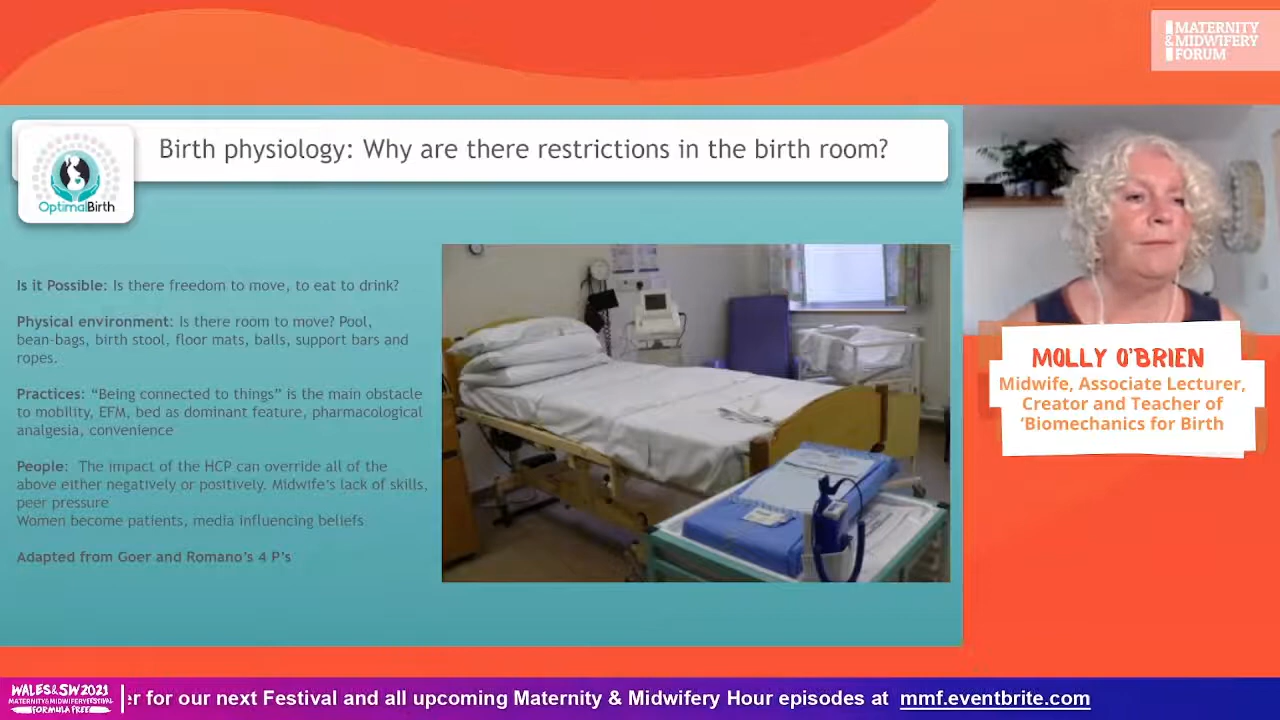 MATERNITY
&MIDWIFERY
FORUM
Birth physiology: Why are there restrictions in the birth room?
OptimalBirth
Is it Possible: Is there freedom to move, to eat to drink?
Physical environment: Is there room to move? Pool,
bean-bags, birth stool, floor mats, balls, support bars and
ropes.
Practices: “Being connected to things” is the main obstacle
to mobility, EFM, bed as dominant feature, pharmacological
analgesia, convenience
People: The impact of the HCP can override all of the
above either negatively or positively. Midwife’s lack of skills,
peer pressure
Women become patients, media influencing beliefs
Adapted from Goer and Romano’s 4 P’s
MOLLY O'BRIEN
Midwife, Associate Lecturer,
Creator and Teacher of
‘Biomechanics for Birth
WALES&SW2021
MATERNITY&MIDWIFERYFESTIVAL
FORMULA FREE
er for our next Festival and all upcoming Maternity & Midwifery Hour episodes at mmf.eventbrite.com